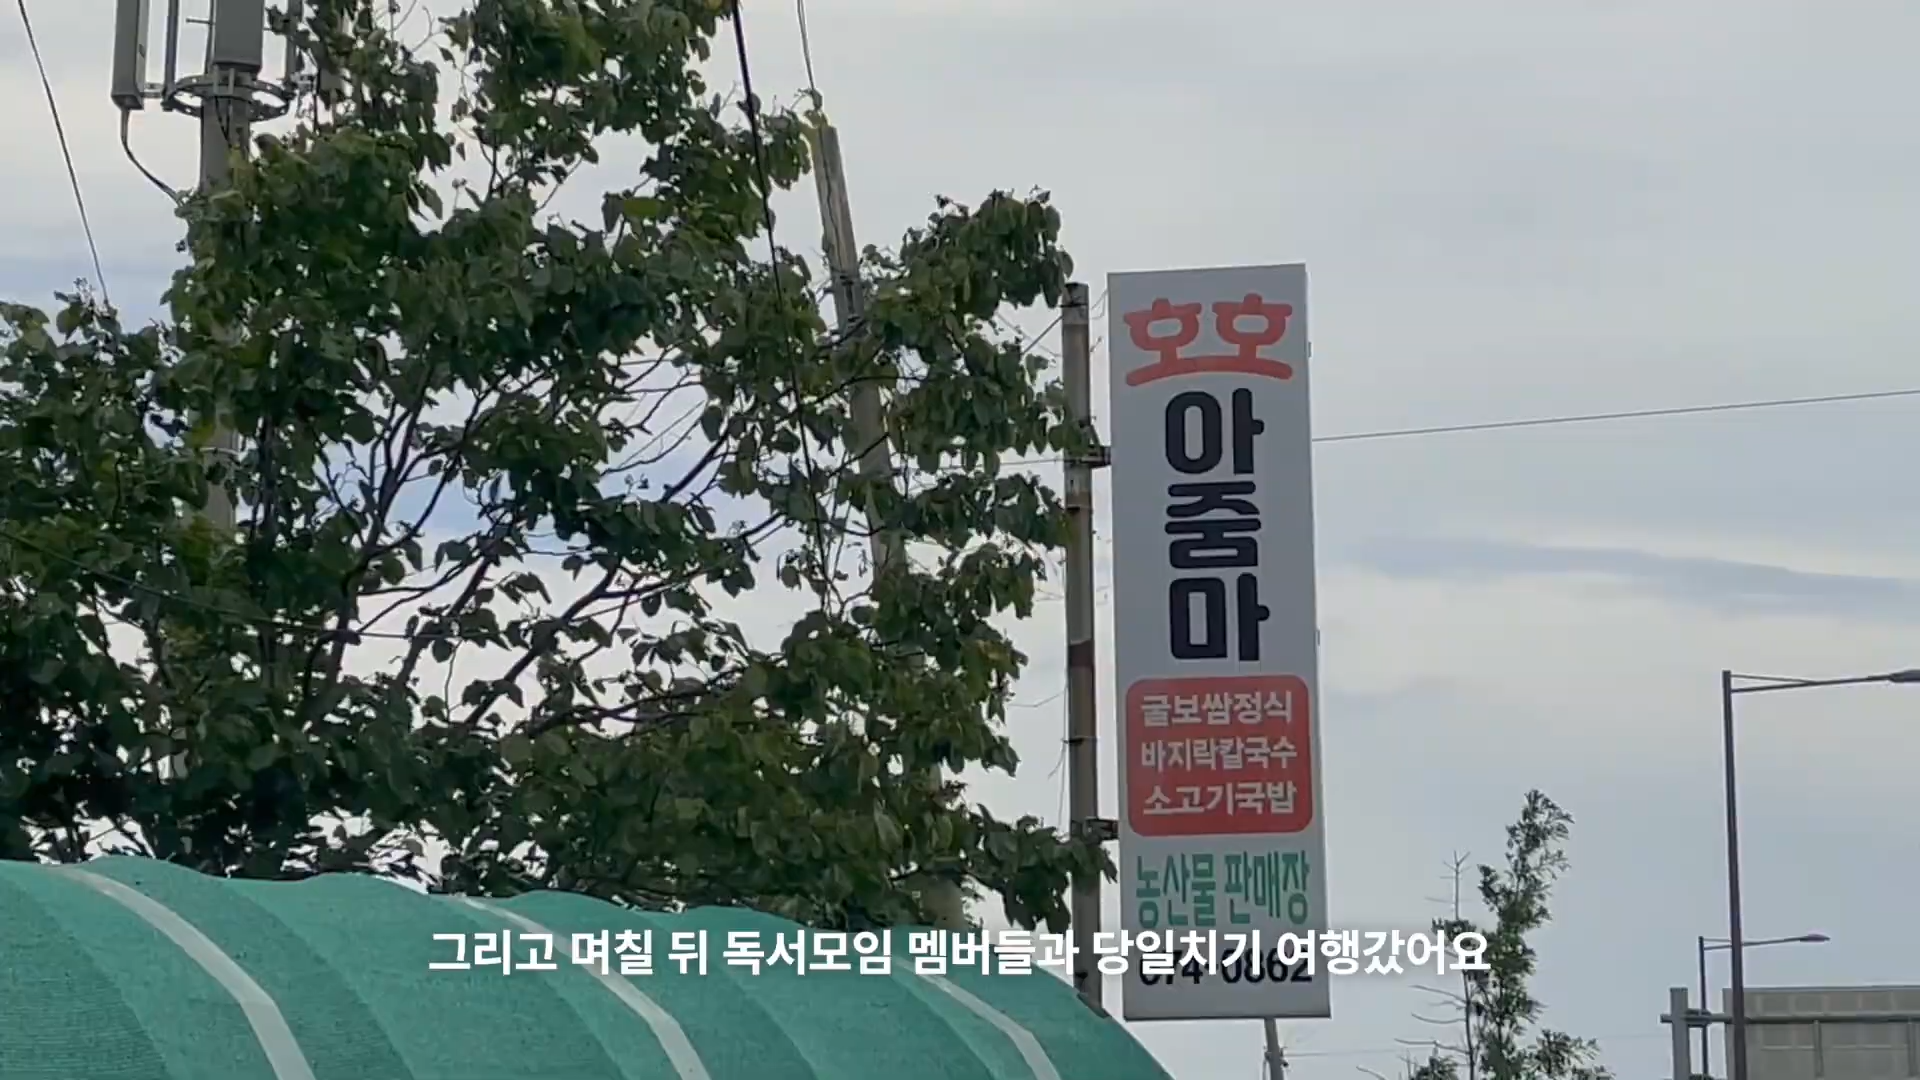 호호
아줌마
굴보쌈정식
바지락칼국수
소고기국밥
농산물 판매장
674-0862
그리고 며칠 뒤 독서모임 멤버들과 당일치기 여행갔어요